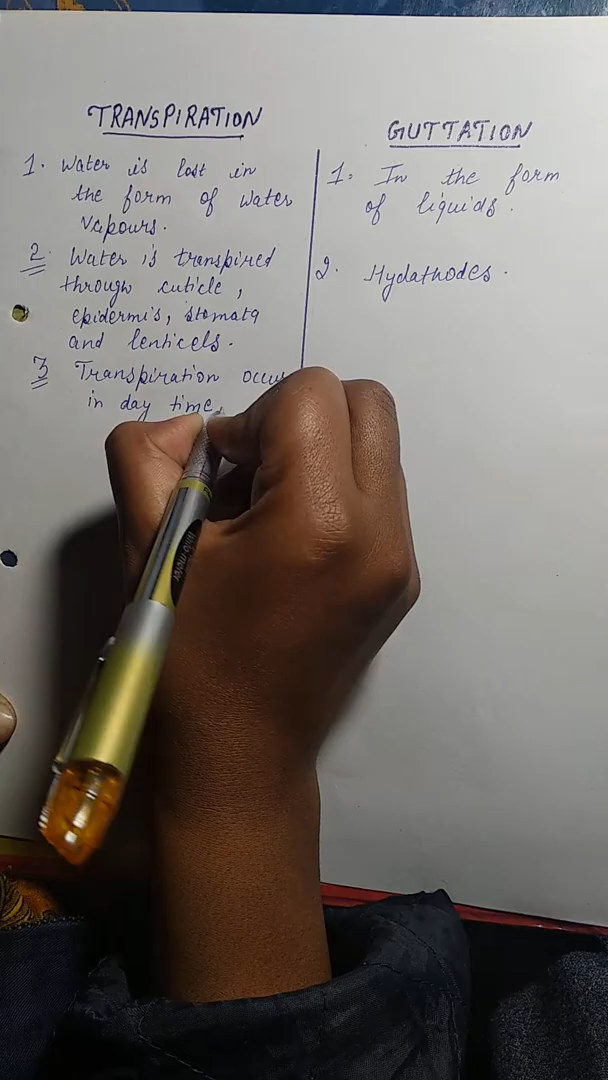 TRANSPIRATION
1. Water is lost in
the form of water
vapours.
2. Water is transpired
through cuticle,
epidermis, stomata
and lenticels.
3 Transpiration occurs
in day time.
GUTTATION
1. In the form
of liquids.
2. Hydathodes.